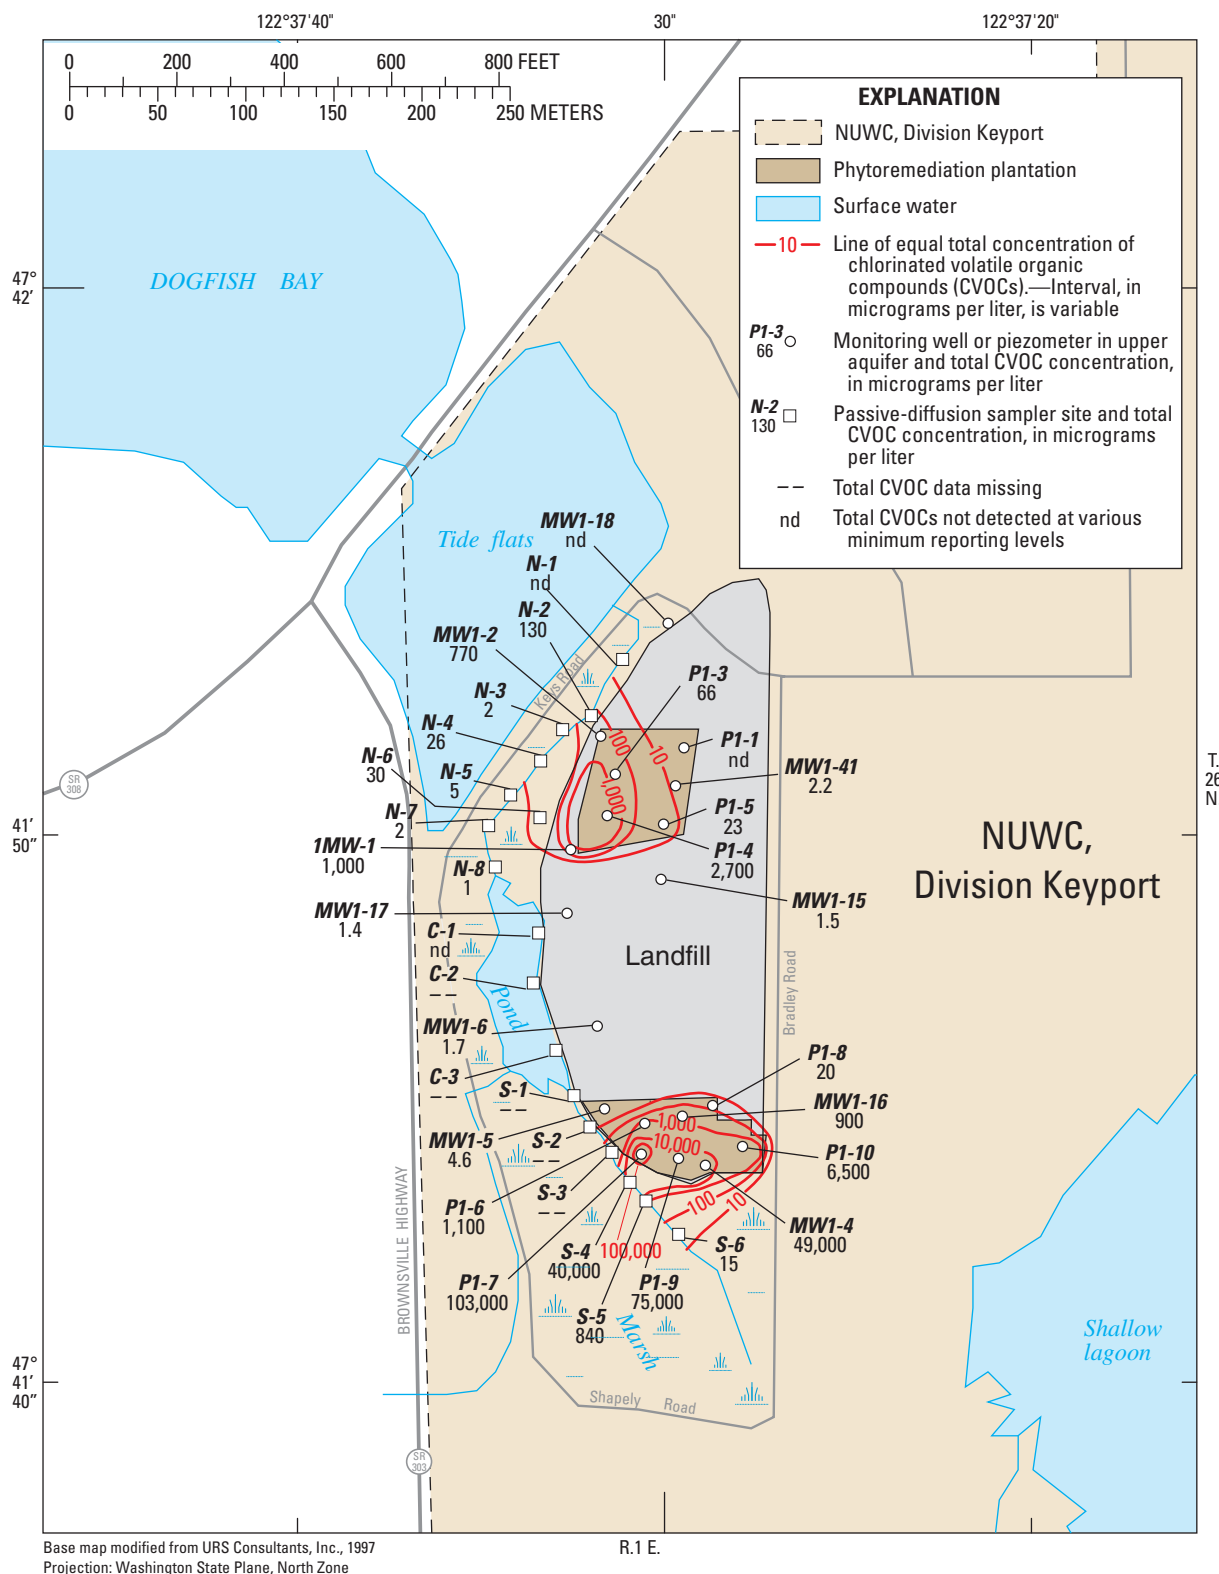 122°37'40"
30"
122°37'20"
0 200 400 600 800 FEET
0 50 100 150 200 250 METERS
EXPLANATION
NUWC, Division Keyport
Phytoremediation plantation
Surface water
10
Line of equal total concentration of
chlorinated volatile organic
compounds (CVOCs).—Interval, in
micrograms per liter, is variable
P1-3
66
Monitoring well or piezometer in upper
aquifer and total CVOC concentration,
in micrograms per liter
N-2
130
Passive-diffusion sampler site and total
CVOC concentration, in micrograms
per liter
– –
Total CVOC data missing
nd
Total CVOCs not detected at various
minimum reporting levels
47°
42'
DOGFISH BAY
Tide flats
MW1-18
nd
N-1
nd
N-2
130
MW1-2
770
Keys Road
P1-3
66
N-3
2
N-4
26
100
10
1,000
P1-1
nd
N-6
30
N-5
5
MW1-41
2.2
SR
308
T.
26
N
N-7
2
P1-5
23
41'
50"
1MW-1
1,000
P1-4
2,700
NUWC,
Division Keyport
N-8
1
MW1-17
1.4
MW1-15
1.5
C-1
nd
Landfill
C-2
– –
Pond
Bradley Road
MW1-6
1.7
C-3
– –
P1-8
20
S-1
– –
MW1-16
900
1,000
10,000
MW1-5
4.6
S-2
– –
P1-10
6,500
S-3
– –
P1-6
1,100
100
10
BROWNSVILLE HIGHWAY
MW1-4
49,000
S-4
40,000
100,000
S-6
15
P1-7
103,000
P1-9
75,000
S-5
840
Marsh
Shallow
lagoon
47°
41'
40"
Shapely Road
SR
303
Base map modified from URS Consultants, Inc., 1997
Projection: Washington State Plane, North Zone
R.1 E.